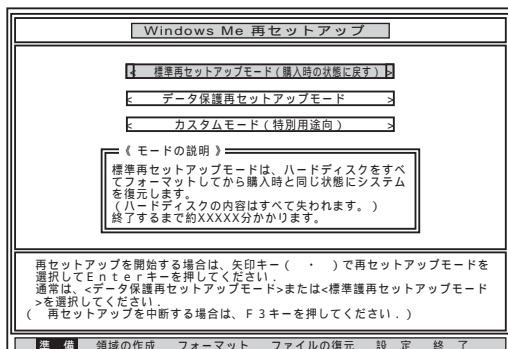 Windows Me 再セットアップ
< 標準再セットアップモード(購入時の状態に戻す) >
< データ保護再セットアップモード >
< カスタムモード(特別用途向) >
《 モードの説明 》
標準再セットアップモードは、ハードディスクをすべ
てフォーマットしてから購入時と同じ状態にシステム
を復元します。
(ハードディスクの内容はすべて失われます。)
終了するまで約XXXXX分かかります。
再セットアップを開始する場合は、矢印キー( ・ )で再セットアップモードを
選択してEnterキーを押してください.
通常は、<データ保護再セットアップモード>または<標準護再セットアップモード
>を選択してください.
( 再セットアップを中断する場合は、F3キーを押してください.)
準 備 領域の作成 フォーマット ファイルの復元 設 定 終 了